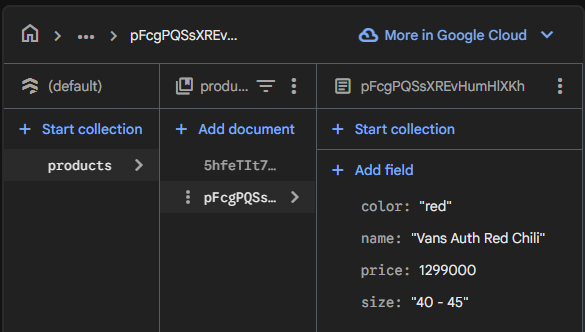 pFcgPQSsXREv...
More in Google Cloud
(default)
produ...
pFcgPQSsXREvHumHlXKh
+ Start collection
+ Add document
+ Start collection
products
5hfeTIt7...
pFcgPQSs...
+ Add field
color: "red"
name: "Vans Auth Red Chili"
price: 1299000
size: "40 - 45"